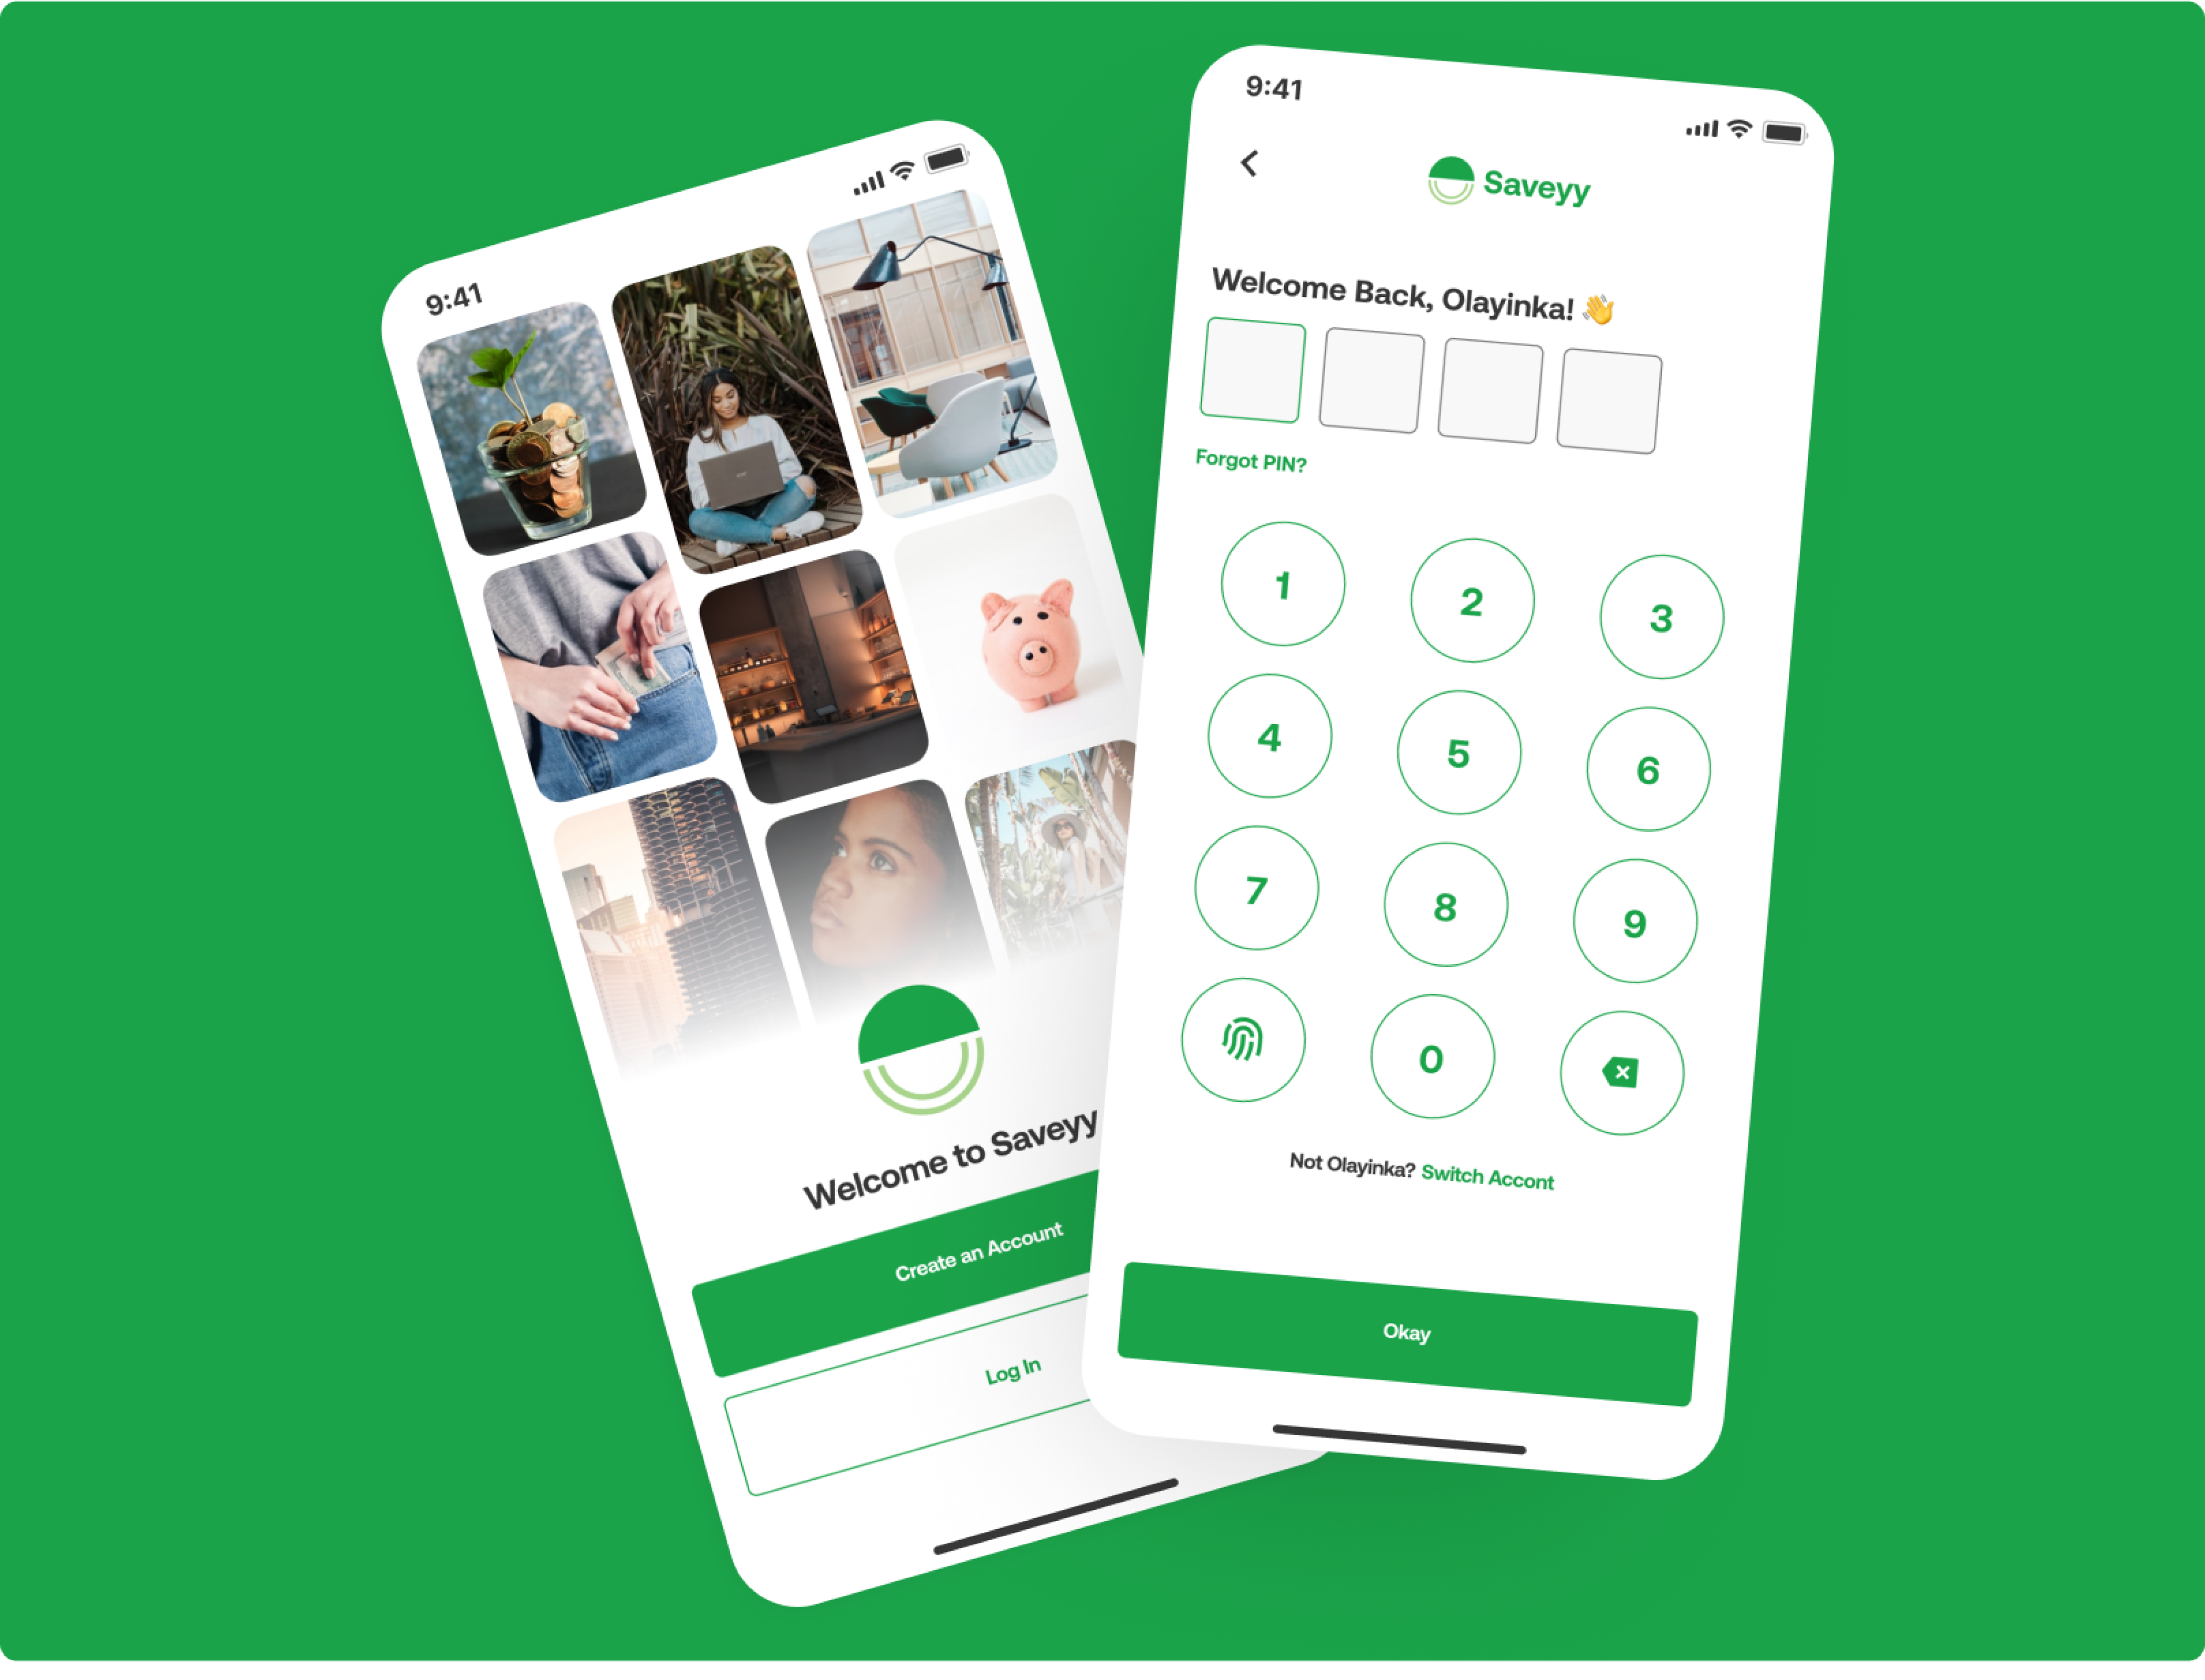 9:41
Welcome to Saveyy
Create an Account
Log In
9:41
Saveyy
Welcome Back, Olayinka! 👋
Forgot PIN?
1 2 3
4 5 6
7 8 9
0
Not Olayinka? Switch Accont
Okay